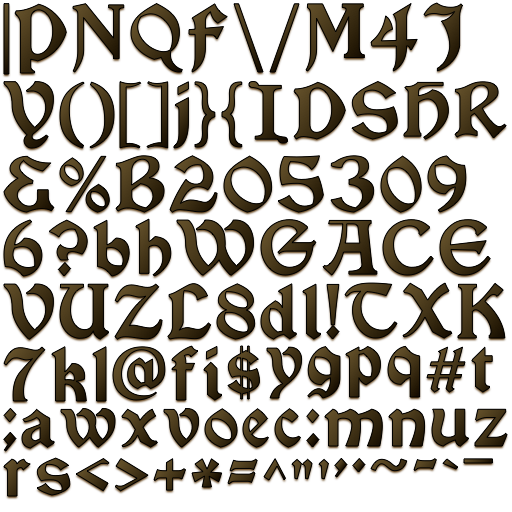 |PNQF\/M4J
Y()[]j}{IDSHR
&%B205309
6?bhWGACE
VUZL8dl!TXK
7kl@fi$ygpq#t
;awxvoec:mnuz
rs<>+*=^"',~-`_